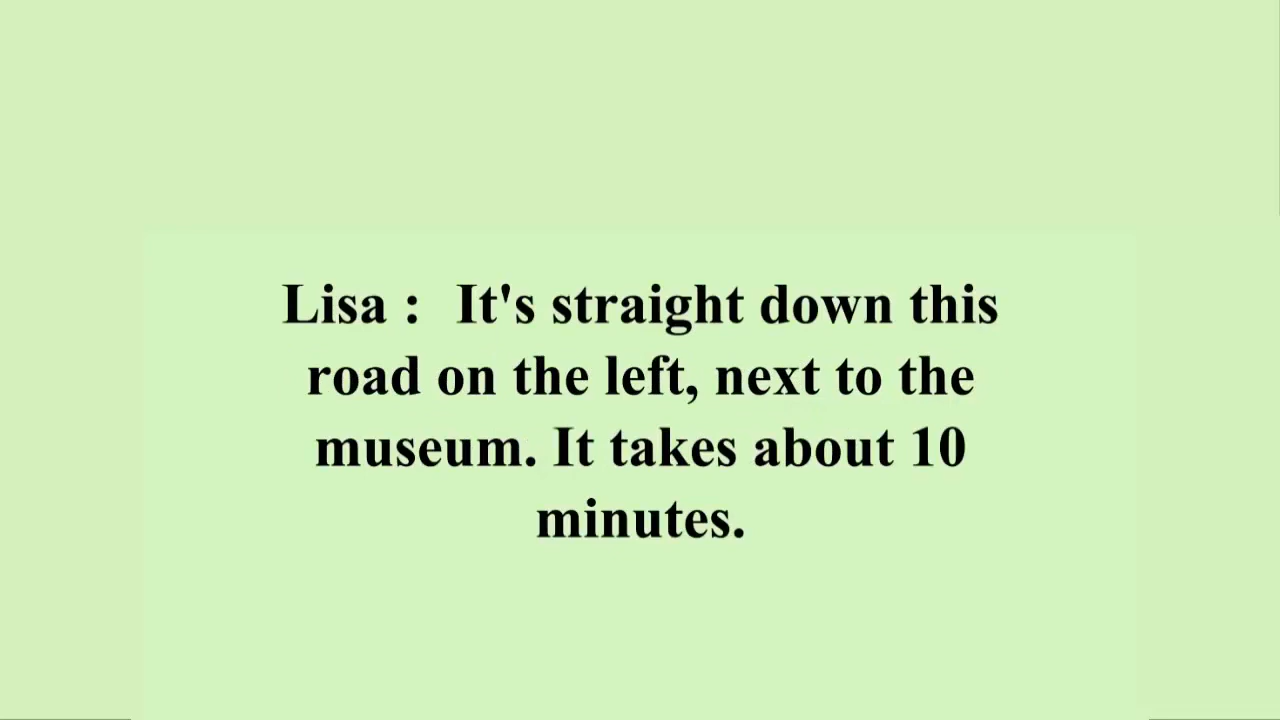 Lisa :  It's straight down this
road on the left, next to the
museum. It takes about 10
minutes.